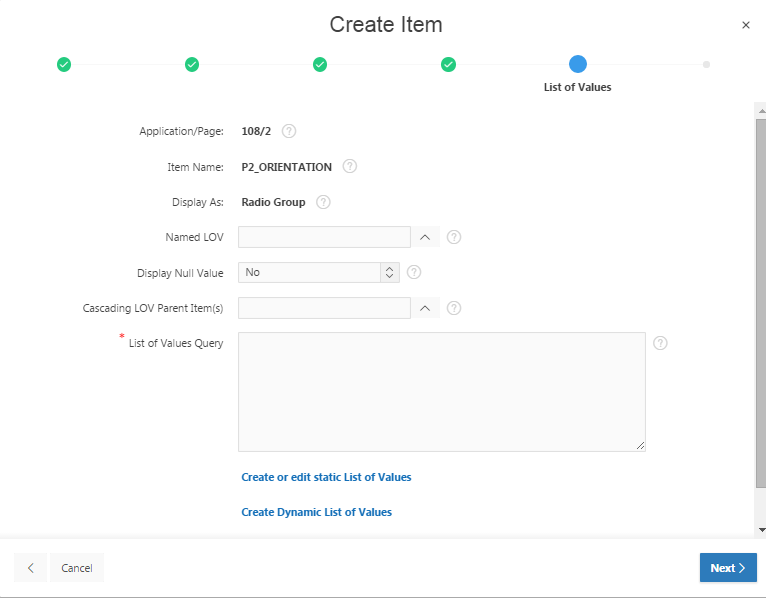 Create Item
×
List of Values
Application/Page: 108/2 ?
Item Name: P2_ORIENTATION ?
Display As: Radio Group ?
Named LOV ?
Display Null Value No ?
Cascading LOV Parent Item(s) ?
* List of Values Query ?
Create or edit static List of Values
Create Dynamic List of Values
< Cancel Next >